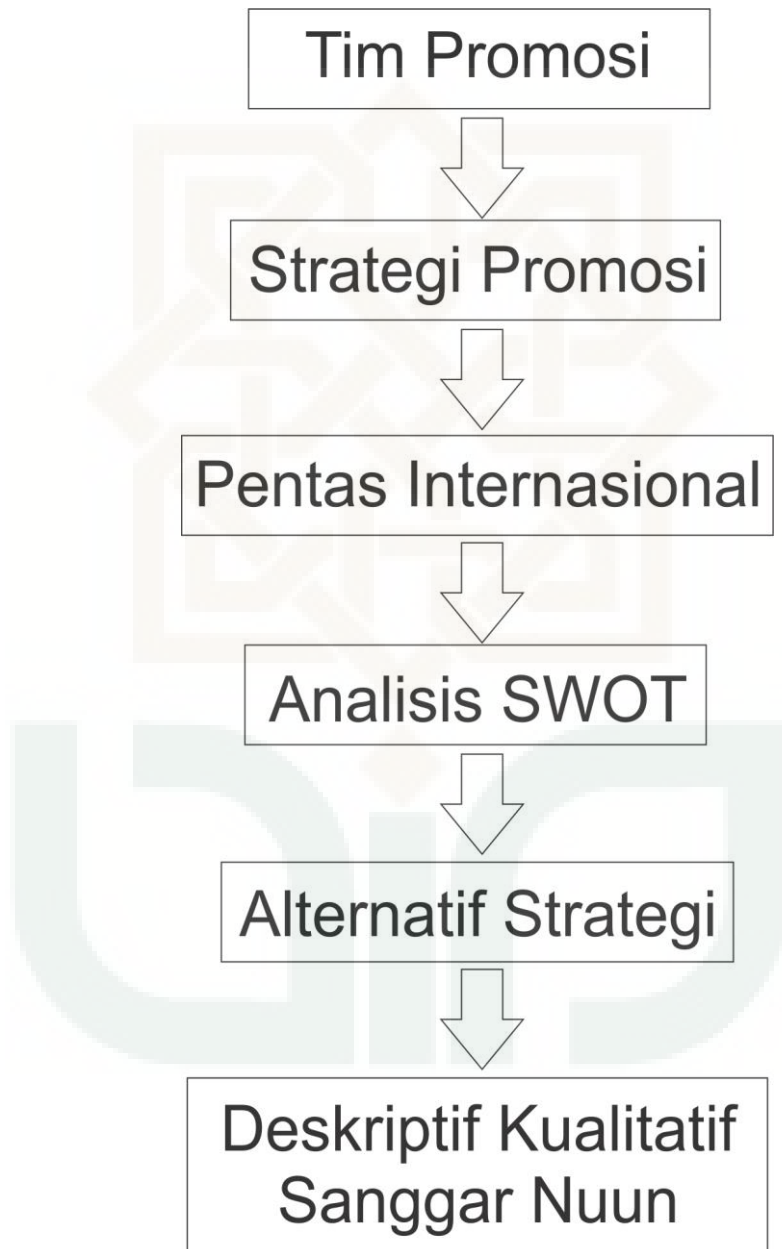 Tim Promosi
Strategi Promosi
Pentas Internasional
Analisis SWOT
Alternatif Strategi
Deskriptif Kualitatif
Sanggar Nuun